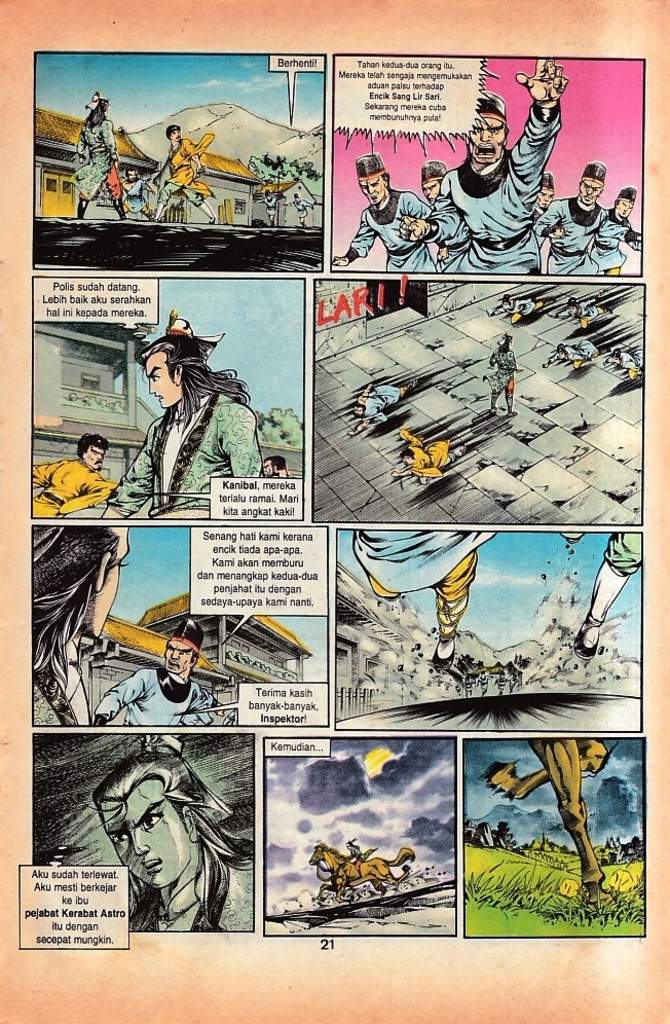 Berhenti!
Tahan kedua-dua orang itu.
Mereka telah sengaja mengemukakan
aduan palsu terhadap
Encik Sang Lir Sari.
Sekarang mereka cuba
membunuhnya pula!
Polis sudah datang.
Lebih baik aku serahkan
hal ini kepada mereka.
Kanibal, mereka
terlalu ramai. Mari
kita angkat kaki!
LARI!
Senang hati kami kerana
encik tiada apa-apa.
Kami akan memburu
dan menangkap kedua-dua
penjahat itu dengan
sedaya-upaya kami nanti.
Terima kasih
banyak-banyak,
Inspektor!
Aku sudah terlewat.
Aku mesti berkejar
ke ibu
pejabat Kerabat Astro
itu dengan
secepat mungkin.
Kemudian...
21